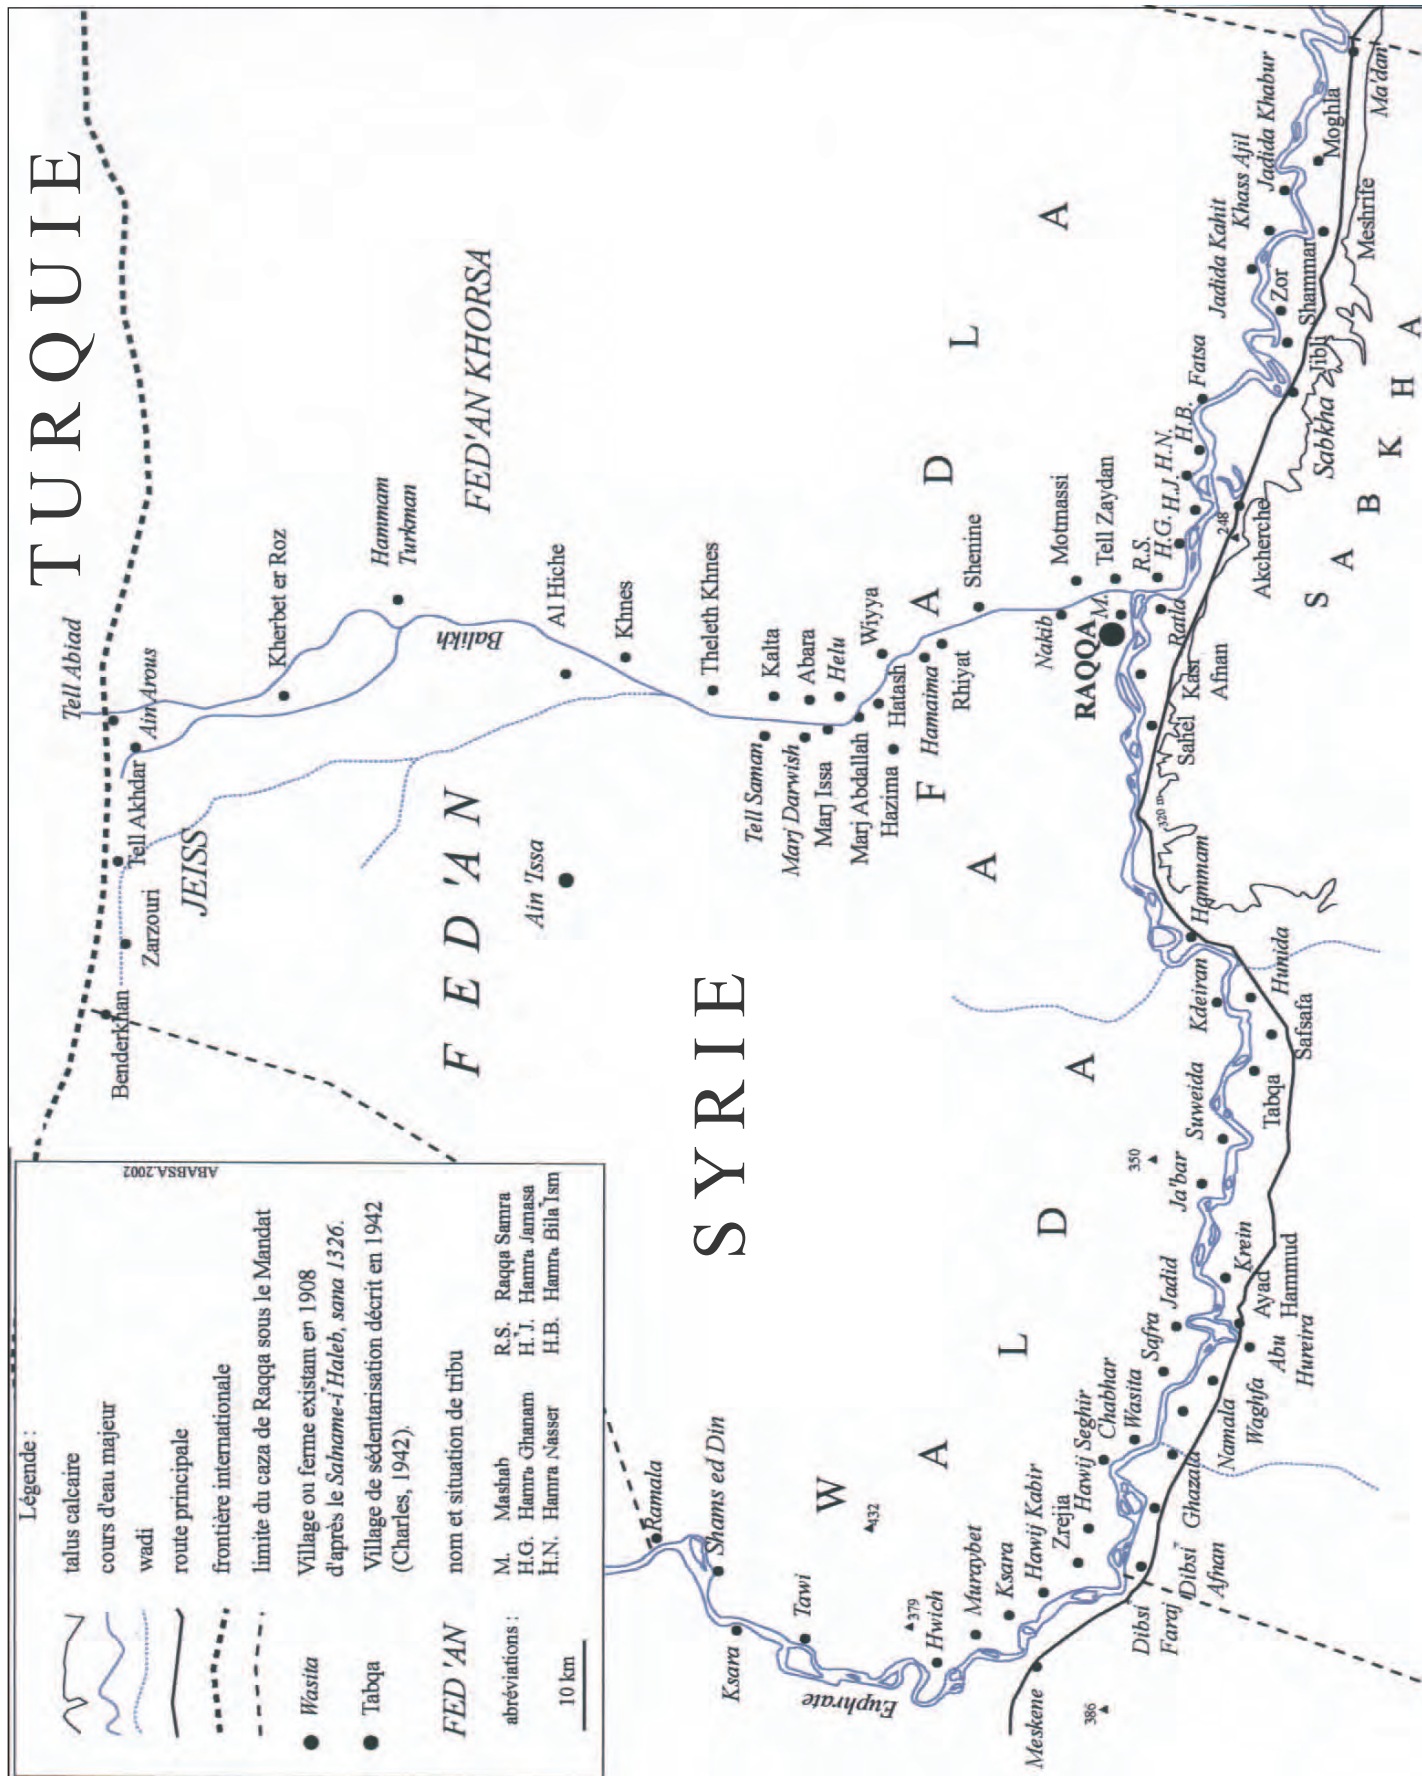 TURQUIE
SYRIE
Légende :
talus calcaire
cours d'eau majeur
wadi
route principale
frontière internationale
limite du caza de Raqqa sous le Mandat
Wasita
Village ou ferme existant en 1908
d'après le Salname-i Haleb, sana 1326.
Tabqa
Village de sédentarisation décrit en 1942
(Charles, 1942).
FED'AN
nom et situation de tribu
abréviations :
M. Mashab
H.G. Hamra Ghanam
H.N. Hamra Nasser
R.S. Raqqa Samra
H.J. Hamra Jamasa
H.B. Hamra Bila Ism
10 km
ABABSA.2002
Tell Abiad
Ain Arous
Tell Akhdar
Zarzouri
Benderkhan
JEISS
Kherbet er Roz
Hammam
Turkman
FED'AN KHORSA
Balikh
FED'AN
Ain 'Issa
Al Hiche
Khnes
Theleth Khnes
Kalta
Abara
Helu
Wiyya
Tell Saman
Marj Darwish
Marj Issa
Marj Abdallah
Hazima
Hatash
Hamaima
Rhiyat
Shenine
Nakib
Motmassi
Tell Zaydan
RAQQA
M.
R.S.
H.G.
H.J.
H.N.
H.B.
Fatsa
Jadida Kahit
Khass Ajil
Jadida Khabur
Moghla
Ma'dan
Meshrife
Shammar
Zor
Jibli
Sabkha
SABKHA
248
Akcherche
Ratla
Kasr
Afnan
Sahel
320 m
Hammam
Hunida
Kdeiran
Safsafa
Tabqa
Suweida
350
Ja'bar
Krein
Ayad
Hammud
Jadid
Abu
Hureira
Safra
Waghfa
Namala
Wasita
Chabhar
Ghazala
Hawij Seghir
Zrejia
Dibsi
Afnan
Dibsi
Faraj
Hawij Kabir
Ksara
Muraybet
Hwich
379
432
386
Meskene
Euphrate
Tawi
Ksara
Shams ed Din
Ramala
WALDA
AFADLA